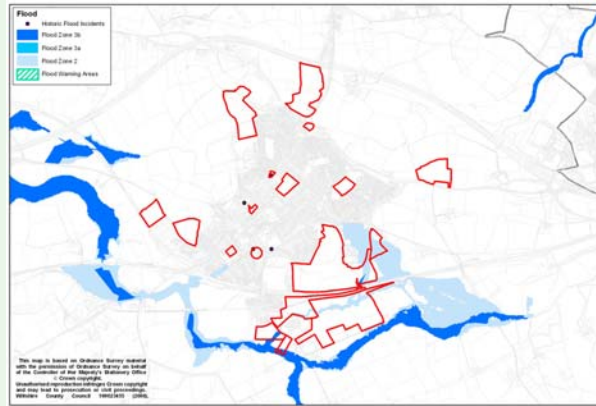 Flood
Historic Flood Incidents
Flood Zone 3b
Flood Zone 3a
Flood Zone 2
Flood Warning Areas
This map is based on Ordnance Survey material
with the permission of Ordnance Survey on behalf
of the Controller of Her Majesty's Stationery Office
© Crown copyright.
Unauthorised reproduction infringes Crown copyright
and may lead to prosecution or civil proceedings.
Wiltshire County Council